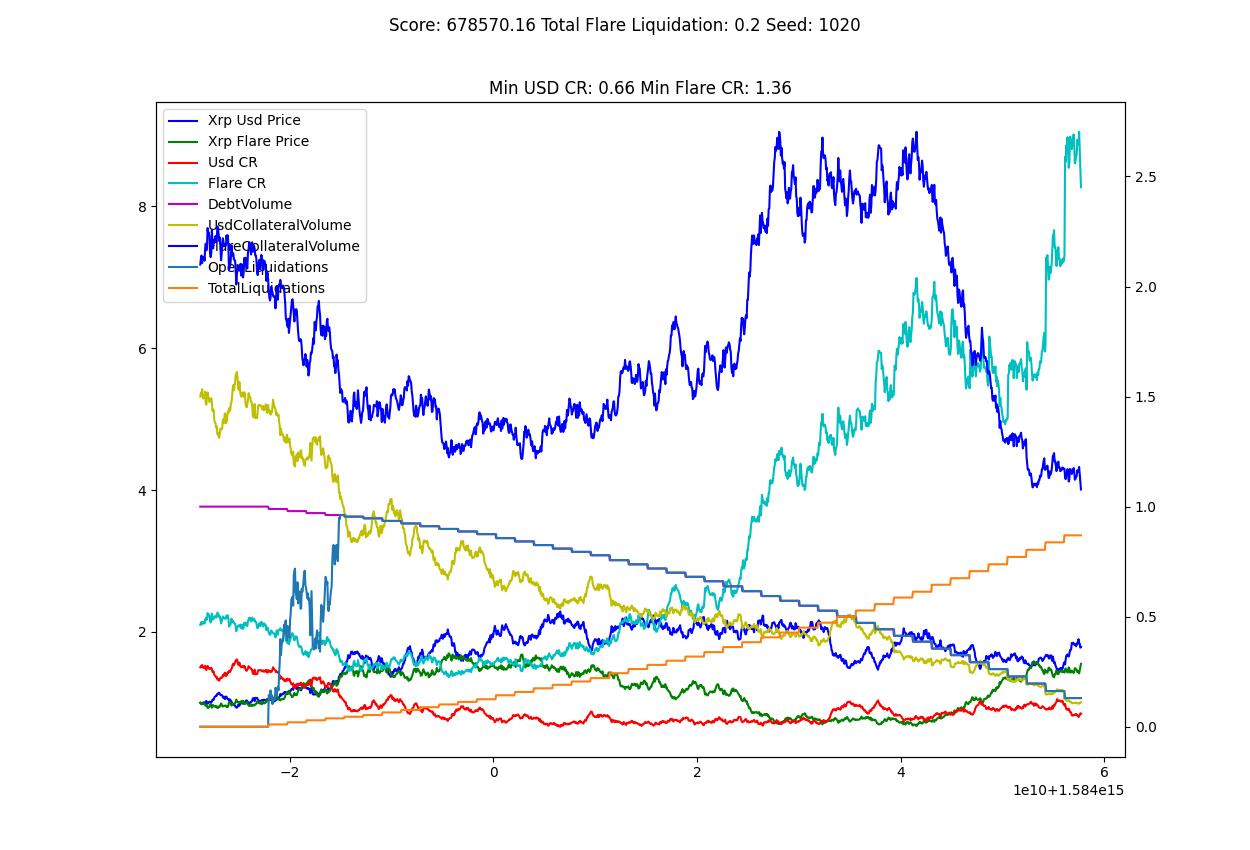 Score: 678570.16 Total Flare Liquidation: 0.2 Seed: 1020
Min USD CR: 0.66 Min Flare CR: 1.36
Xrp Usd Price
Xrp Flare Price
Usd CR
Flare CR
DebtVolume
UsdCollateralVolume
FlareCollateralVolume
OpenLiquidations
TotalLiquidations
8
6
4
2
2.5
2.0
1.5
1.0
0.5
0.0
−2
0
2
4
6
1e10+1.584e15